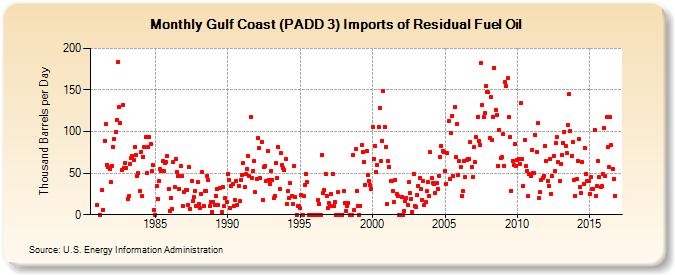 Monthly Gulf Coast (PADD 3) Imports of Residual Fuel Oil
Thousand Barrels per Day
200
150
100
50
0
1985 1990 1995 2000 2005 2010 2015
Source: U.S. Energy Information Administration